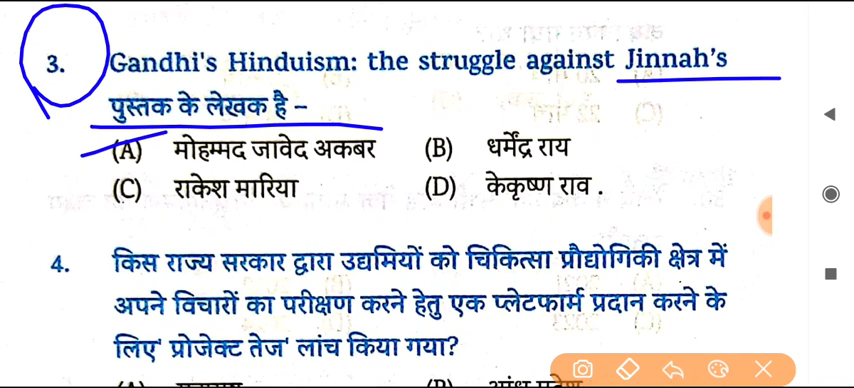 3. Gandhi's Hinduism: the struggle against Jinnah's
पुस्तक के लेखक है –
(A) मोहम्मद जावेद अकबर (B) धर्मेंद्र राय
(C) राकेश मारिया (D) केकृष्ण राव .
4. किस राज्य सरकार द्वारा उद्यमियों को चिकित्सा प्रौद्योगिकी क्षेत्र में
अपने विचारों का परीक्षण करने हेतु एक प्लेटफार्म प्रदान करने के
लिए' प्रोजेक्ट तेज' लांच किया गया?